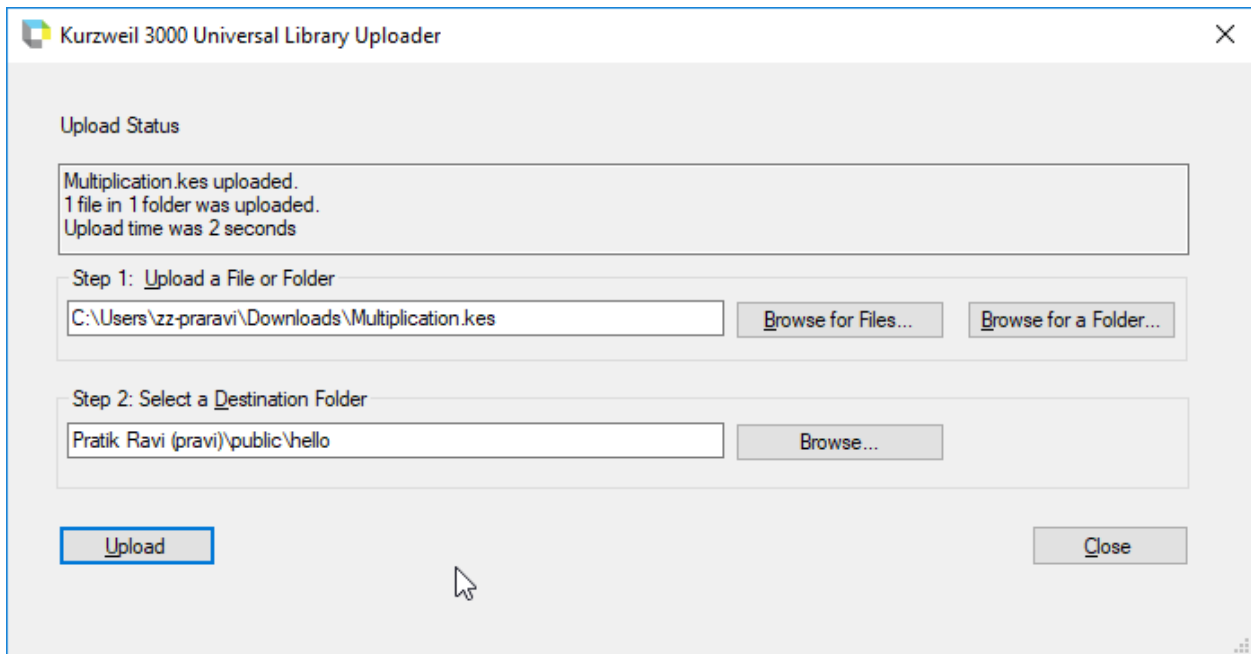 Kurzweil 3000 Universal Library Uploader
Upload Status
Multiplication.kes uploaded.
1 file in 1 folder was uploaded.
Upload time was 2 seconds
Step 1:  Upload a File or Folder
C:\Users\zz-praravi\Downloads\Multiplication.kes
Browse for Files...
Browse for a Folder...
Step 2: Select a Destination Folder
Pratik Ravi (pravi)\public\hello
Browse...
Upload
Close